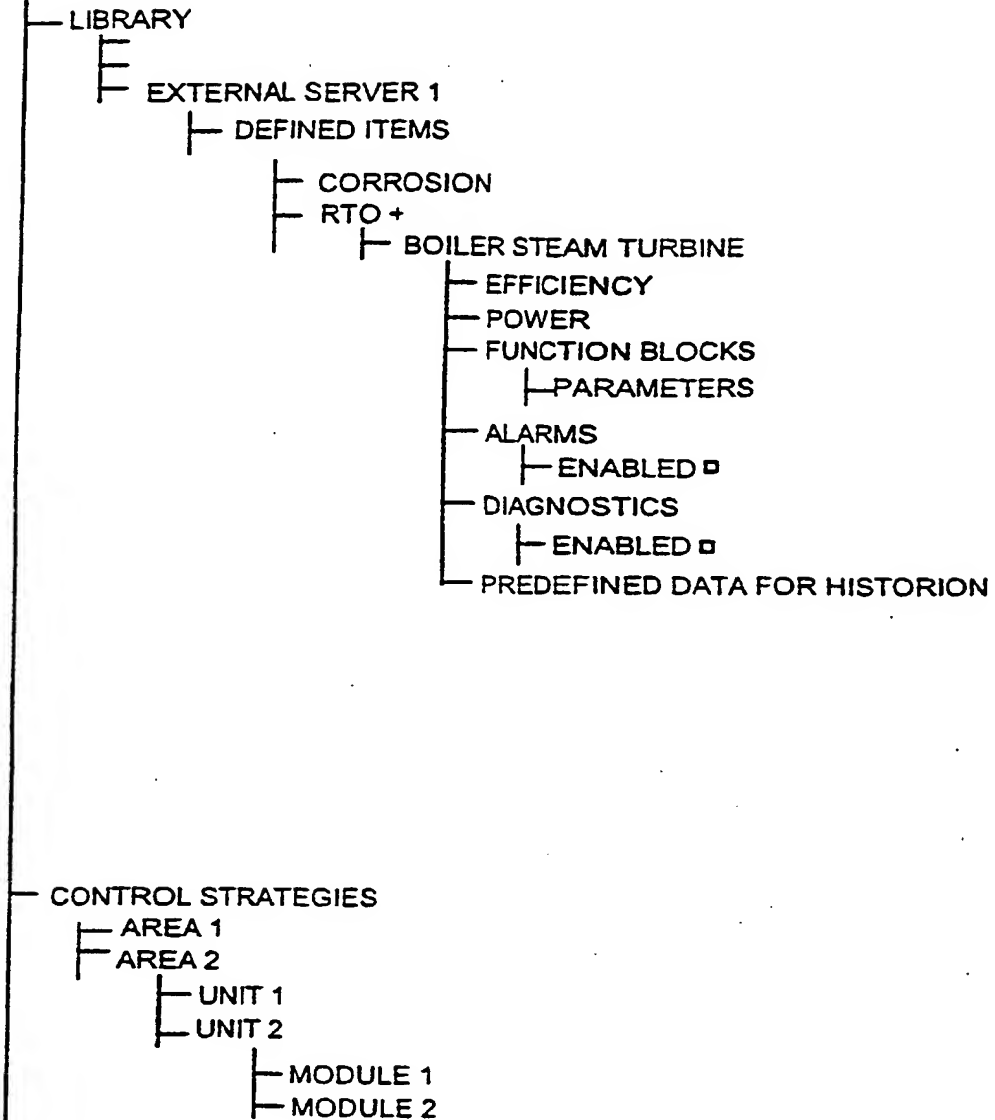 LIBRARY
EXTERNAL SERVER 1
DEFINED ITEMS
CORROSION
RTO +
BOILER STEAM TURBINE
EFFICIENCY
POWER
FUNCTION BLOCKS
PARAMETERS
ALARMS
ENABLED
DIAGNOSTICS
ENABLED
PREDEFINED DATA FOR HISTORION
CONTROL STRATEGIES
AREA 1
AREA 2
UNIT 1
UNIT 2
MODULE 1
MODULE 2